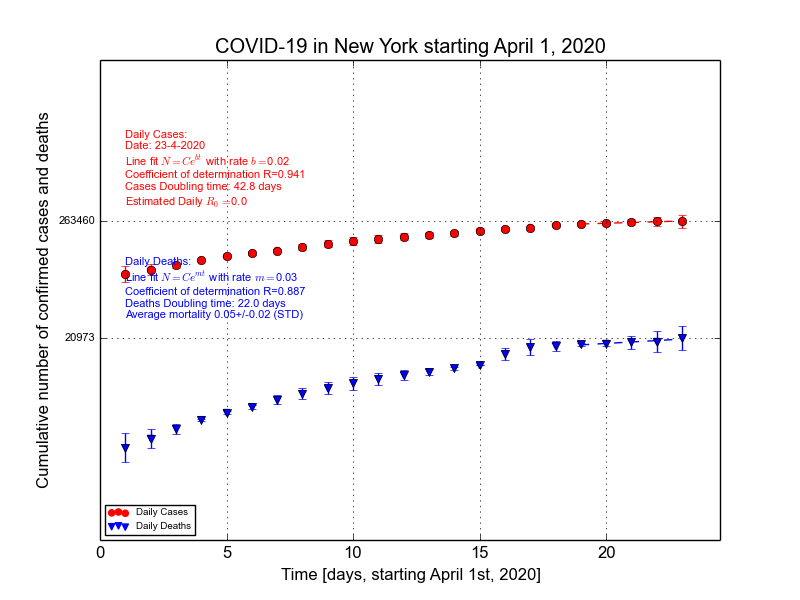 COVID-19 in New York starting April 1, 2020
Cumulative number of confirmed cases and deaths
Daily Cases:
Date: 23-4-2020
Line fit N=Ce^{bt} with rate b=0.02
Coefficient of determination R=0.941
Cases Doubling time: 42.8 days
Estimated Daily R_0=0.0
263460
Daily Deaths:
Line fit N=Ce^{mt} with rate m=0.03
Coefficient of determination R=0.887
Deaths Doubling time: 22.0 days
Average mortality 0.05+/-0.02 (STD)
20973
Daily Cases
Daily Deaths
0 5 10 15 20
Time [days, starting April 1st, 2020]